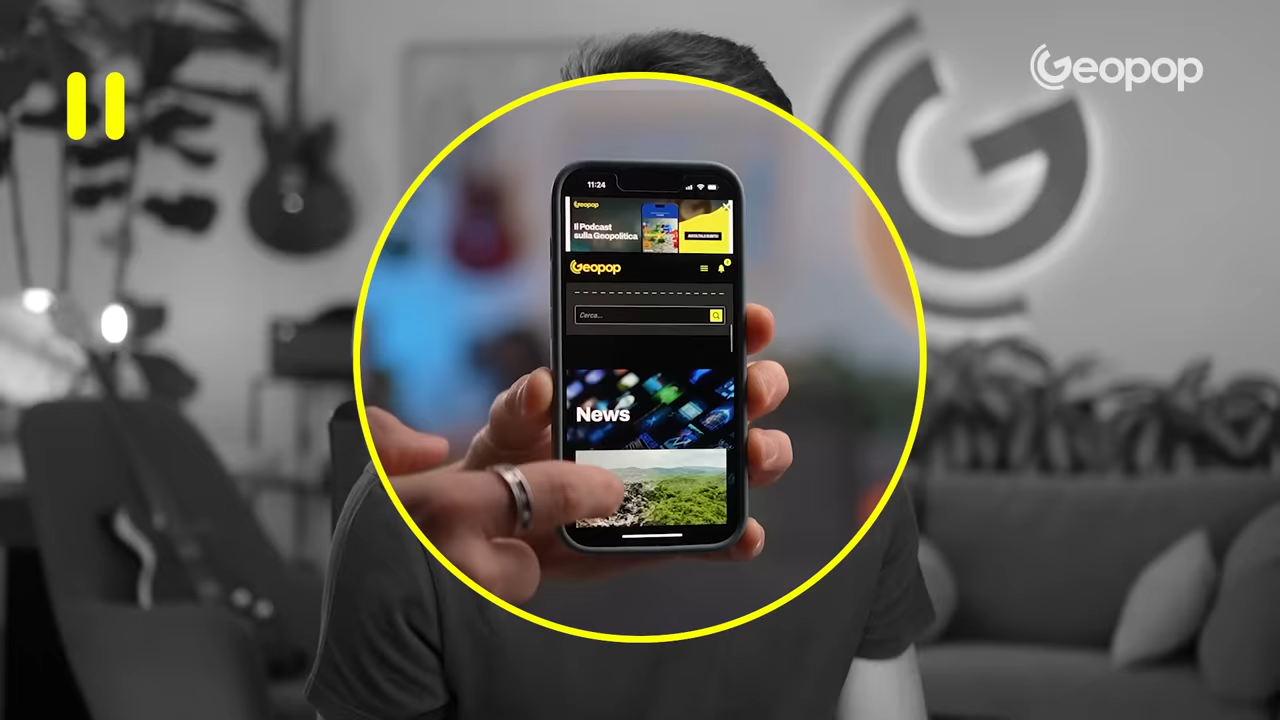 Geopop
11:24
Geopop
Il Podcast
sulla Geopolitica
Geopop
Cerca...
News